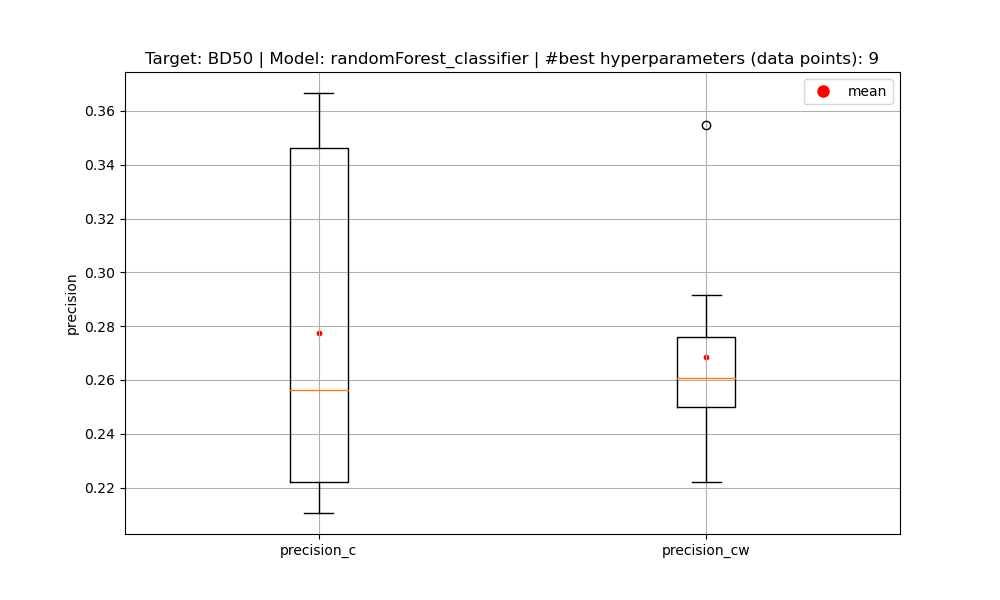 Target: BD50 | Model: randomForest_classifier | #best hyperparameters (data points): 9
mean
precision
0.36
0.34
0.32
0.30
0.28
0.26
0.24
0.22
precision_c
precision_cw